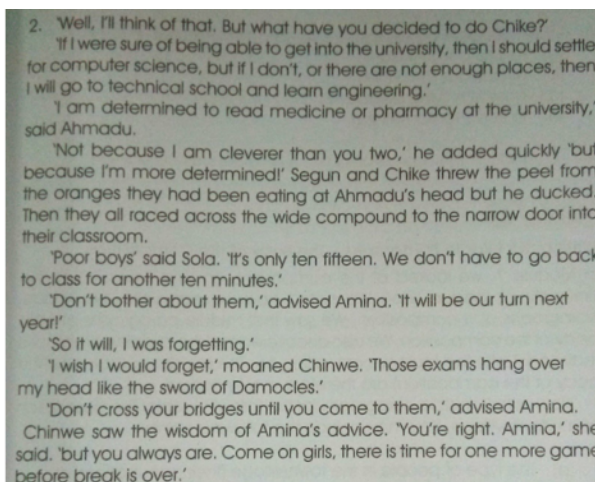 2. 'Well, I'll think of that. But what have you decided to do Chike?'
'If I were sure of being able to get into the university, then I should settle
for computer science, but if I don't, or there are not enough places, then
I will go to technical school and learn engineering.'
'I am determined to read medicine or pharmacy at the university,'
said Ahmadu.
'Not because I am cleverer than you two,' he added quickly 'but
because I'm more determined!' Segun and Chike threw the peel from
the oranges they had been eating at Ahmadu's head but he ducked.
Then they all raced across the wide compound to the narrow door into
their classroom.
'Poor boys' said Sola. 'It's only ten fifteen. We don't have to go back
to class for another ten minutes.'
'Don't bother about them,' advised Amina. 'It will be our turn next
year!'
'So it will, I was forgetting.'
'I wish I would forget,' moaned Chinwe. 'Those exams hang over
my head like the sword of Damocles.'
'Don't cross your bridges until you come to them,' advised Amina.
Chinwe saw the wisdom of Amina's advice. 'You're right. Amina,' she
said. 'but you always are. Come on girls, there is time for one more game
before break is over.'